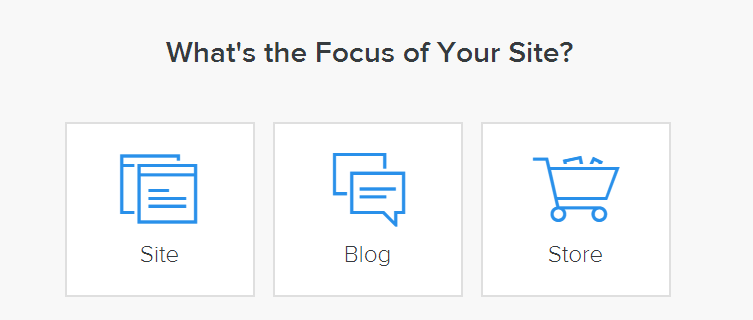 What's the Focus of Your Site?
Site
Blog
Store